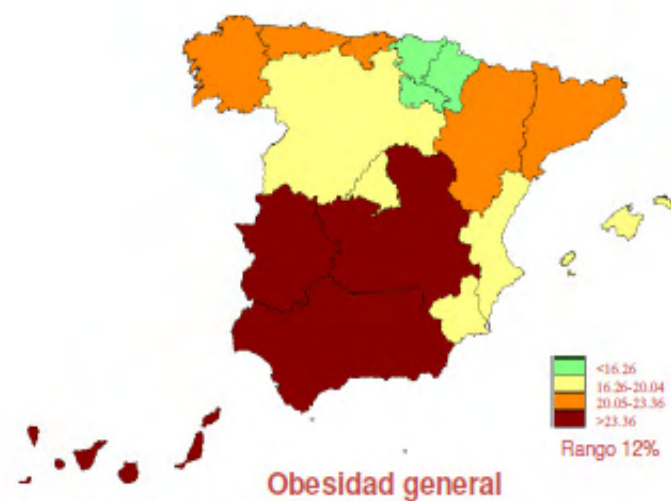 <16.26
16.26-20.04
20.05-23.36
>23.36
Rango 12%
Obesidad general